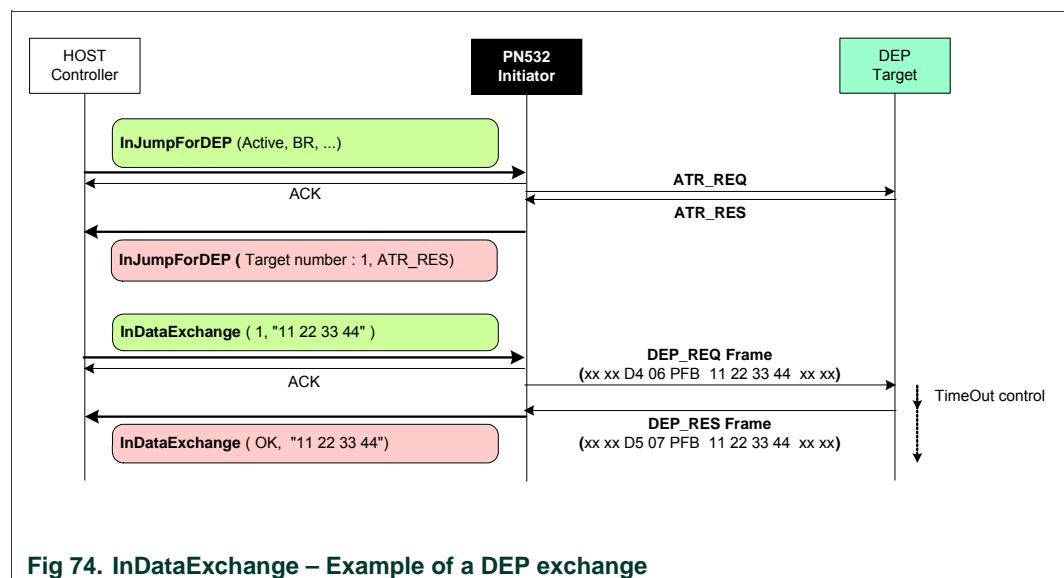 HOST
Controller
PN532
Initiator
DEP
Target
InJumpForDEP (Active, BR, ...)
ACK
ATR_REQ
ATR_RES
InJumpForDEP ( Target number : 1, ATR_RES)
InDataExchange ( 1, "11 22 33 44" )
ACK
DEP_REQ Frame
(xx xx D4 06 PFB 11 22 33 44 xx xx)
TimeOut control
InDataExchange ( OK, "11 22 33 44")
DEP_RES Frame
(xx xx D5 07 PFB 11 22 33 44 xx xx)
Fig 74. InDataExchange – Example of a DEP exchange